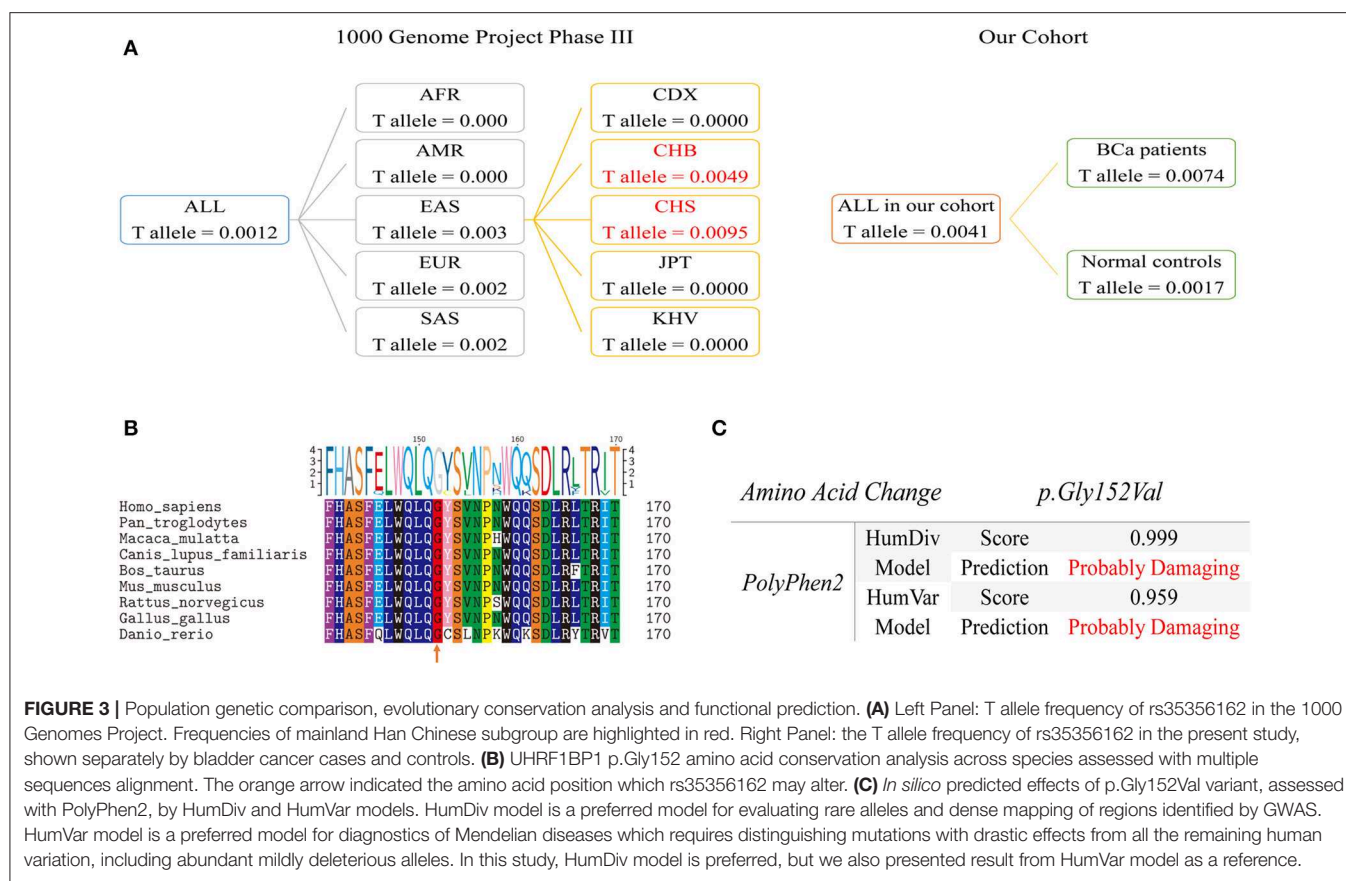 A
1000 Genome Project Phase III
Our Cohort
ALL
T allele = 0.0012
AFR
T allele = 0.000
AMR
T allele = 0.000
EAS
T allele = 0.003
EUR
T allele = 0.002
SAS
T allele = 0.002
CDX
T allele = 0.0000
CHB
T allele = 0.0049
CHS
T allele = 0.0095
JPT
T allele = 0.0000
KHV
T allele = 0.0000
ALL in our cohort
T allele = 0.0041
BCa patients
T allele = 0.0074
Normal controls
T allele = 0.0017
B
150 160 170
4
3
2
1
4
3
2
1
Homo_sapiens FHASFELWQLQGYSVNPNWQQSDLRLTRIT 170
Pan_troglodytes FHASFELWQLQGYSVNPNWQQSDLRLTRIT 170
Macaca_mulatta FHASFELWQLQGYSVNPHWQQSDLRLTRIT 170
Canis_lupus_familiaris FHASFELWQLQGYSVNPNWQQSDLRLTRIT 170
Bos_taurus FHASFELWQLQGYSVNPNWQQSDLRFTRIT 170
Mus_musculus FHASFELWQLQGYSVNPNWQQSDLRLTRIT 170
Rattus_norvegicus FHASFELWQLQGYSVNPSWQQSDLRLTRIT 170
Gallus_gallus FHASFELWQLQGYSVNPNWQQSDLRLTRIT 170
Danio_rerio FHASFQLWQLQGCSLNPKWQKSDLRYTRVT 170
C
Amino Acid Change p.Gly152Val
PolyPhen2
HumDiv Score 0.999
Model Prediction Probably Damaging
HumVar Score 0.959
Model Prediction Probably Damaging
FIGURE 3 | Population genetic comparison, evolutionary conservation analysis and functional prediction. (A) Left Panel: T allele frequency of rs35356162 in the 1000
Genomes Project. Frequencies of mainland Han Chinese subgroup are highlighted in red. Right Panel: the T allele frequency of rs35356162 in the present study,
shown separately by bladder cancer cases and controls. (B) UHRF1BP1 p.Gly152 amino acid conservation analysis across species assessed with multiple
sequences alignment. The orange arrow indicated the amino acid position which rs35356162 may alter. (C) In silico predicted effects of p.Gly152Val variant, assessed
with PolyPhen2, by HumDiv and HumVar models. HumDiv model is a preferred model for evaluating rare alleles and dense mapping of regions identified by GWAS.
HumVar model is a preferred model for diagnostics of Mendelian diseases which requires distinguishing mutations with drastic effects from all the remaining human
variation, including abundant mildly deleterious alleles. In this study, HumDiv model is preferred, but we also presented result from HumVar model as a reference.